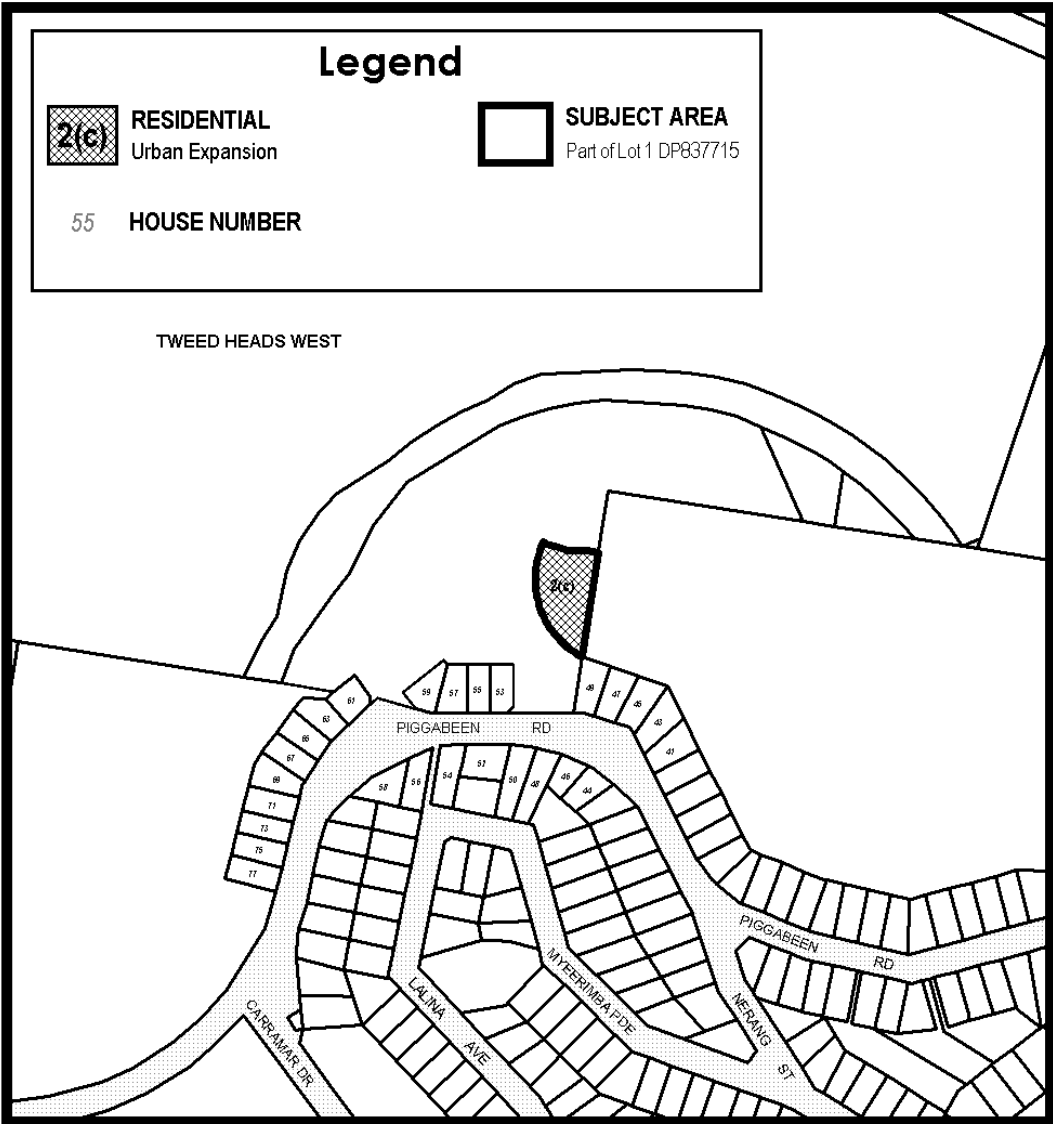 Legend
2(c)
RESIDENTIAL
Urban Expansion
SUBJECT AREA
Part of Lot 1 DP837715
55
HOUSE NUMBER
TWEED HEADS WEST
2(c)
59
57
55
53
49
47
45
43
41
61
63
65
67
69
71
73
75
77
PIGGABEEN RD
58
56
54
51
50
48
46
44
PIGGABEEN RD
MYEERIMBA PDE
LALINA AVE
NERANG ST
CARRAMAR DR